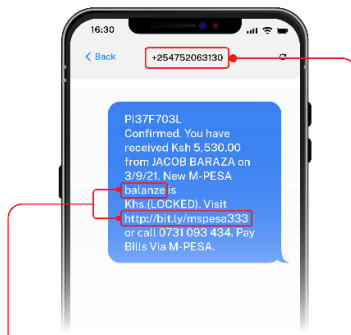 16:30
Back
+254752063130
PI37F703L
Confirmed. You have
received Ksh 5,530.00
from JACOB BARAZA on
3/9/21. New M-PESA
balanze is
Khs.(LOCKED). Visit
http://bit.ly/mspesa333
or call 0731 093 434. Pay
Bills Via M-PESA.